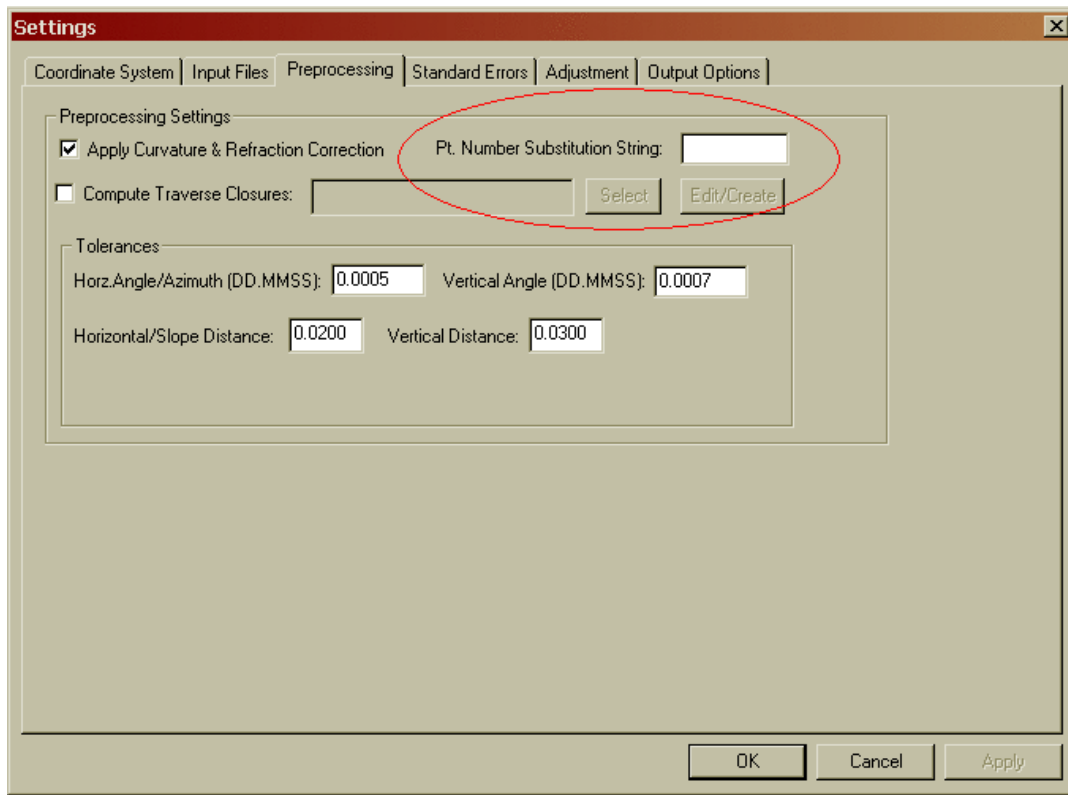 Settings
Coordinate System Input Files Preprocessing Standard Errors Adjustment Output Options
Preprocessing Settings
Apply Curvature & Refraction Correction Pt. Number Substitution String:
Compute Traverse Closures: Select Edit/Create
Tolerances
Horz.Angle/Azimuth (DD.MMSS): 0.0005 Vertical Angle (DD.MMSS): 0.0007
Horizontal/Slope Distance: 0.0200 Vertical Distance: 0.0300
OK Cancel Apply